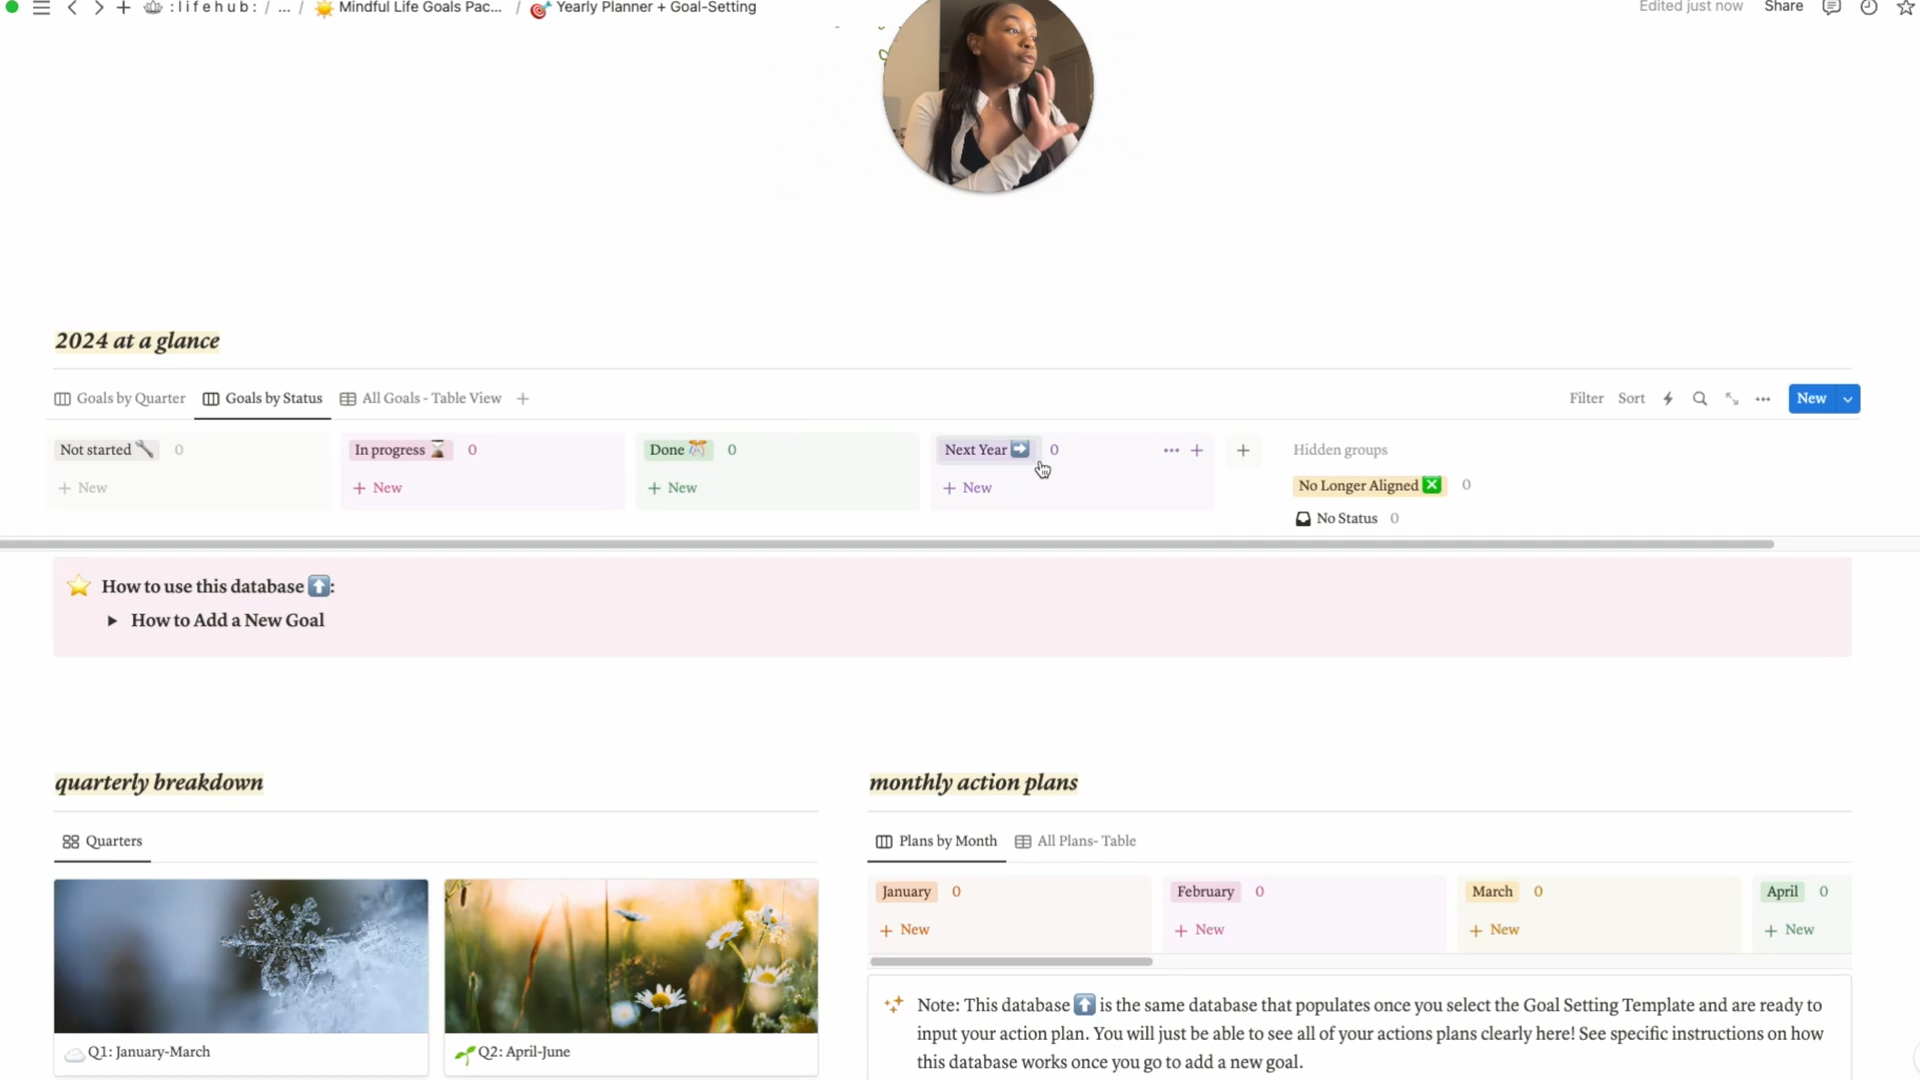 : l i f e h u b : / ... / Mindful Life Goals Pac... / Yearly Planner + Goal-Setting Edited just now Share
2024 at a glance
Goals by Quarter Goals by Status All Goals - Table View + Filter Sort ... New
Not started 0 In progress 0 Done 0 Next Year 0 ... + + Hidden groups
+ New + New + New + New
No Longer Aligned 0
No Status 0
How to use this database :
How to Add a New Goal
quarterly breakdown
Quarters
Q1: January-March Q2: April-June
monthly action plans
Plans by Month All Plans- Table
January 0 February 0 March 0 April 0
+ New + New + New + New
Note: This database is the same database that populates once you select the Goal Setting Template and are ready to
input your action plan. You will just be able to see all of your actions plans clearly here! See specific instructions on how
this database works once you go to add a new goal.